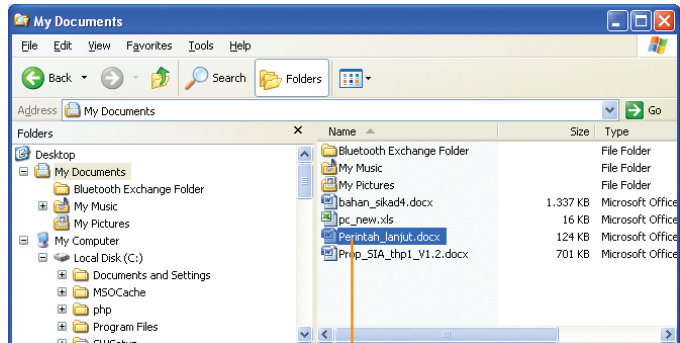 My Documents
File Edit View Favorites Tools Help
Back Search Folders
Address My Documents Go
Folders Name Size Type
Desktop
My Documents
Bluetooth Exchange Folder
My Music
My Pictures
My Computer
Local Disk (C:)
Documents and Settings
MSOCache
php
Program Files
Bluetooth Exchange Folder File Folder
My Music File Folder
My Pictures File Folder
bahan_sikad4.docx 1.337 KB Microsoft Office
pc_new.xls 16 KB Microsoft Office
Perintah_lanjut.docx 124 KB Microsoft Office
Prop_SIA_thp1_V1.2.docx 701 KB Microsoft Office